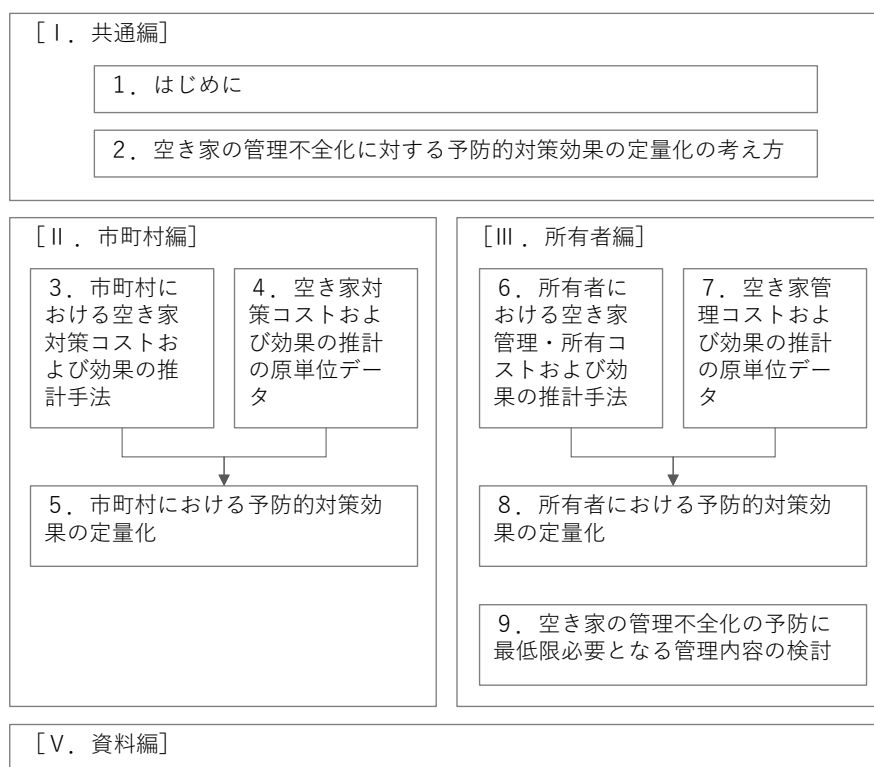 [Ⅰ．共通編]
1．はじめに
2．空き家の管理不全化に対する予防的対策効果の定量化の考え方
[Ⅱ．市町村編]
3．市町村に
おける空き家
対策コストお
よび効果の推
計手法
4．空き家対
策コストおよ
び効果の推計
の原単位デー
タ
5．市町村における予防的対策効
果の定量化
[Ⅲ．所有者編]
6．所有者に
おける空き家
管理・所有コ
ストおよび効
果の推計手法
7．空き家管
理コストおよ
び効果の推計
の原単位デー
タ
8．所有者における予防的対策効
果の定量化
9．空き家の管理不全化の予防に
最低限必要となる管理内容の検討
[Ⅴ．資料編]